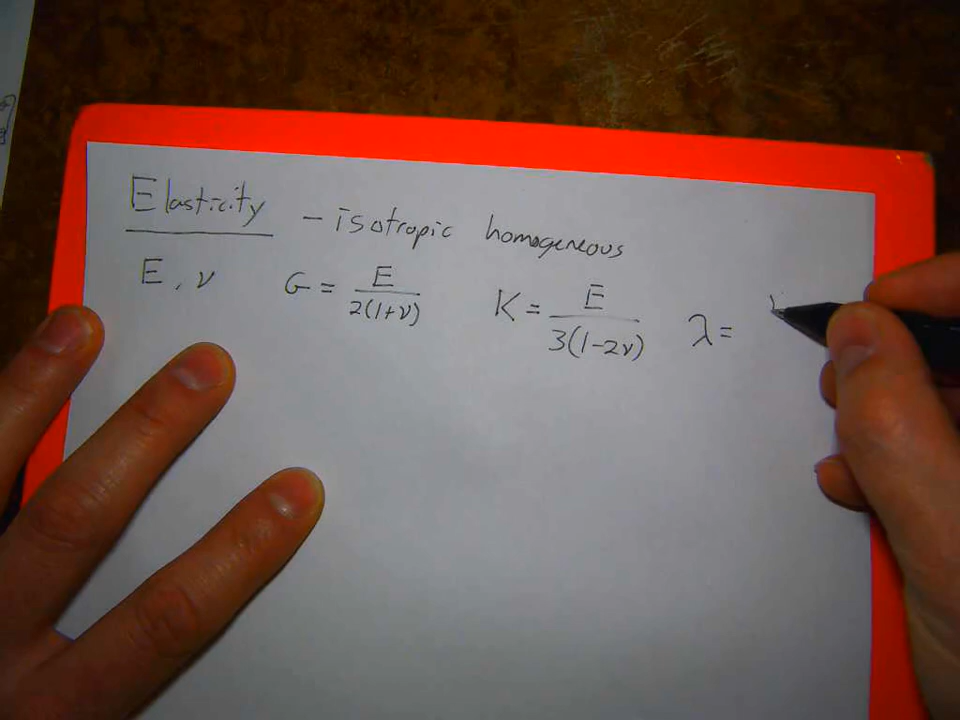 Elasticity - isotropic homogeneous
E, ν G = E / 2(1+ν) K = E / 3(1-2ν) λ=